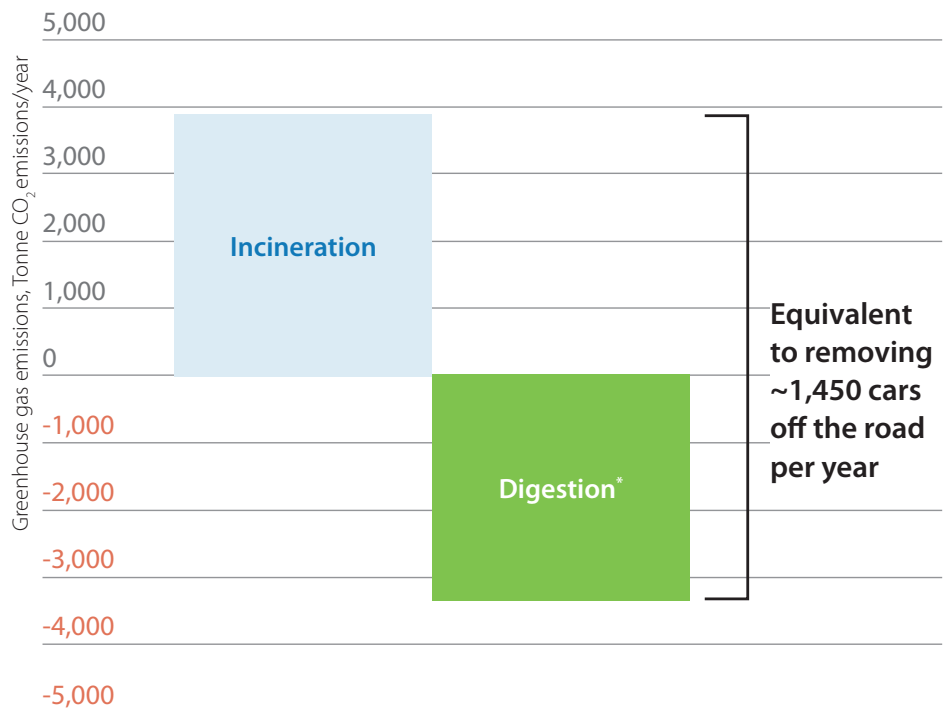 Greenhouse gas emissions, Tonne CO₂ emissions/year
5,000
4,000
3,000
2,000
1,000
0
-1,000
-2,000
-3,000
-4,000
-5,000
Incineration
Digestion*
Equivalent
to removing
~1,450 cars
off the road
per year